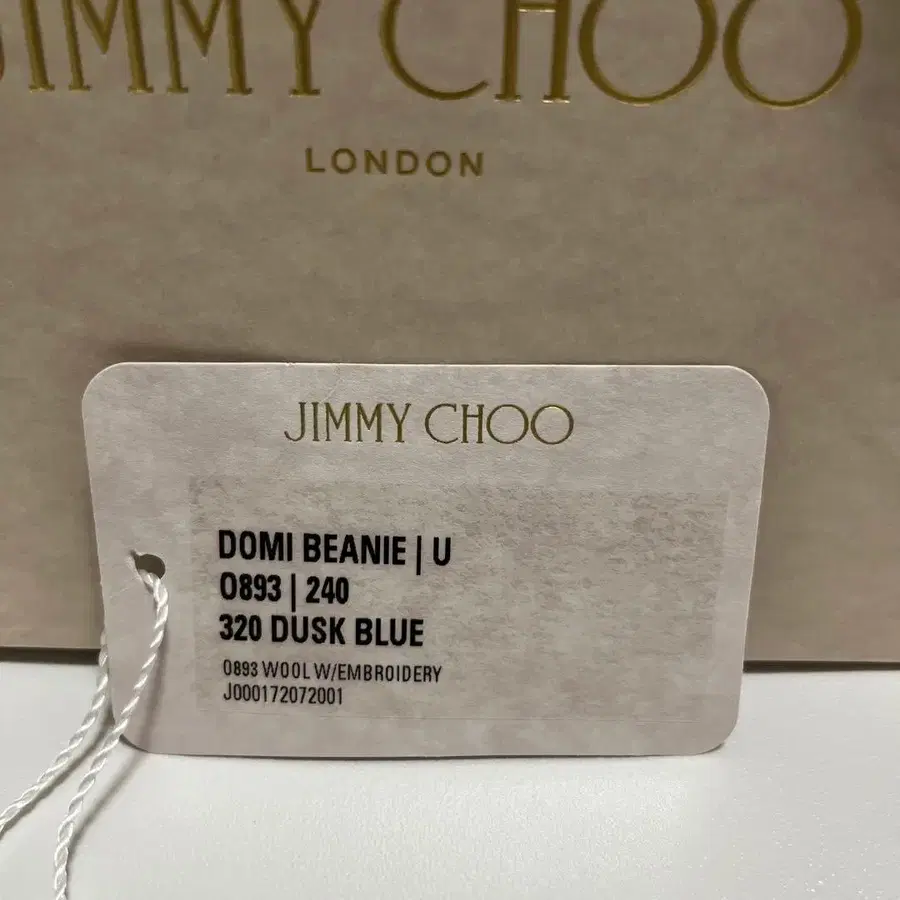 JIMMY CHOO
LONDON
JIMMY CHOO
DOMI BEANIE | U
0893 | 240
320 DUSK BLUE
0893 WOOL W/EMBROIDERY
J000172072001